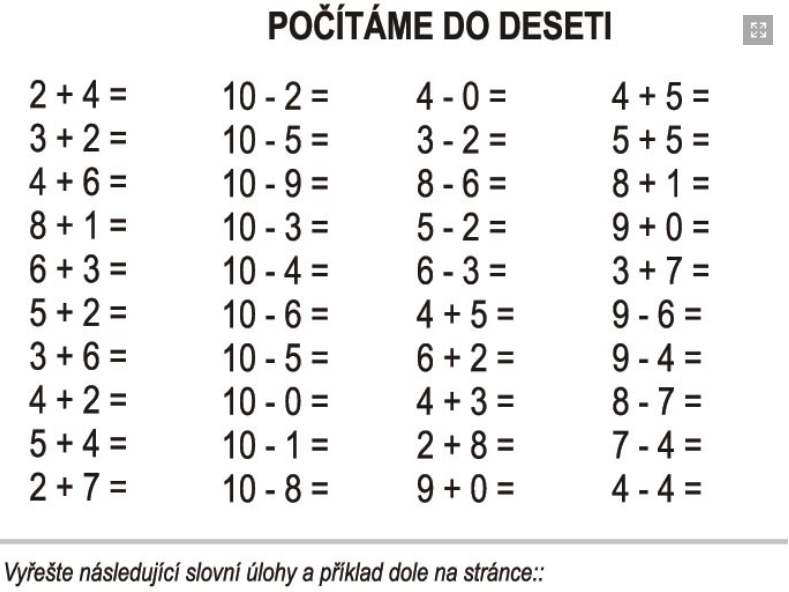 POČÍTÁME DO DESETI
2 + 4 = 10 - 2 = 4 - 0 = 4 + 5 =
3 + 2 = 10 - 5 = 3 - 2 = 5 + 5 =
4 + 6 = 10 - 9 = 8 - 6 = 8 + 1 =
8 + 1 = 10 - 3 = 5 - 2 = 9 + 0 =
6 + 3 = 10 - 4 = 6 - 3 = 3 + 7 =
5 + 2 = 10 - 6 = 4 + 5 = 9 - 6 =
3 + 6 = 10 - 5 = 6 + 2 = 9 - 4 =
4 + 2 = 10 - 0 = 4 + 3 = 8 - 7 =
5 + 4 = 10 - 1 = 2 + 8 = 7 - 4 =
2 + 7 = 10 - 8 = 9 + 0 = 4 - 4 =
Vyřešte následující slovní úlohy a příklad dole na stránce::